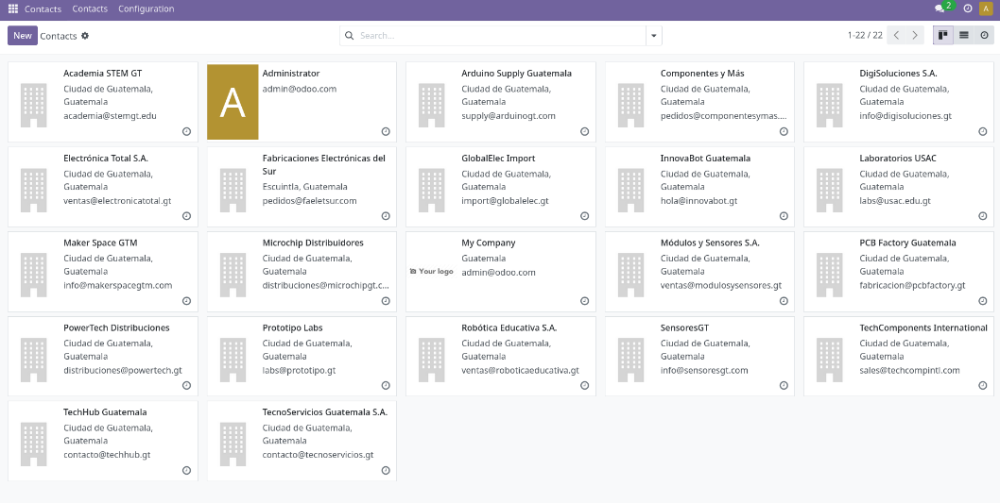 Contacts Contacts Configuration 2 A
New Contacts Search... 1-22 / 22
Academia STEM GT
Ciudad de Guatemala,
Guatemala
academia@stemgt.edu
A
Administrator
admin@odoo.com
Arduino Supply Guatemala
Ciudad de Guatemala,
Guatemala
supply@arduinogt.com
Componentes y Más
Ciudad de Guatemala,
Guatemala
pedidos@componentesymas....
DigiSoluciones S.A.
Ciudad de Guatemala,
Guatemala
info@digisoluciones.gt
Electrónica Total S.A.
Ciudad de Guatemala,
Guatemala
ventas@electronicatotal.gt
Fabricaciones Electrónicas del
Sur
Escuintla, Guatemala
pedidos@faeletsur.com
GlobalElec Import
Ciudad de Guatemala,
Guatemala
import@globalelec.gt
InnovaBot Guatemala
Ciudad de Guatemala,
Guatemala
hola@innovabot.gt
Laboratorios USAC
Ciudad de Guatemala,
Guatemala
labs@usac.edu.gt
Maker Space GTM
Ciudad de Guatemala,
Guatemala
info@makerspacegtm.com
Microchip Distribuidores
Ciudad de Guatemala,
Guatemala
distribuciones@microchipgt.c...
Your logo
My Company
Guatemala
admin@odoo.com
Módulos y Sensores S.A.
Ciudad de Guatemala,
Guatemala
ventas@modulosysensores.gt
PCB Factory Guatemala
Ciudad de Guatemala,
Guatemala
fabricacion@pcbfactory.gt
PowerTech Distribuciones
Ciudad de Guatemala,
Guatemala
distribuciones@powertech.gt
Prototipo Labs
Ciudad de Guatemala,
Guatemala
labs@prototipo.gt
Robótica Educativa S.A.
Ciudad de Guatemala,
Guatemala
ventas@roboticaeducativa.gt
SensoresGT
Ciudad de Guatemala,
Guatemala
info@sensoresgt.com
TechComponents International
Ciudad de Guatemala,
Guatemala
sales@techcompintl.com
TechHub Guatemala
Ciudad de Guatemala,
Guatemala
contacto@techhub.gt
TecnoServicios Guatemala S.A.
Ciudad de Guatemala,
Guatemala
contacto@tecnoservicios.gt